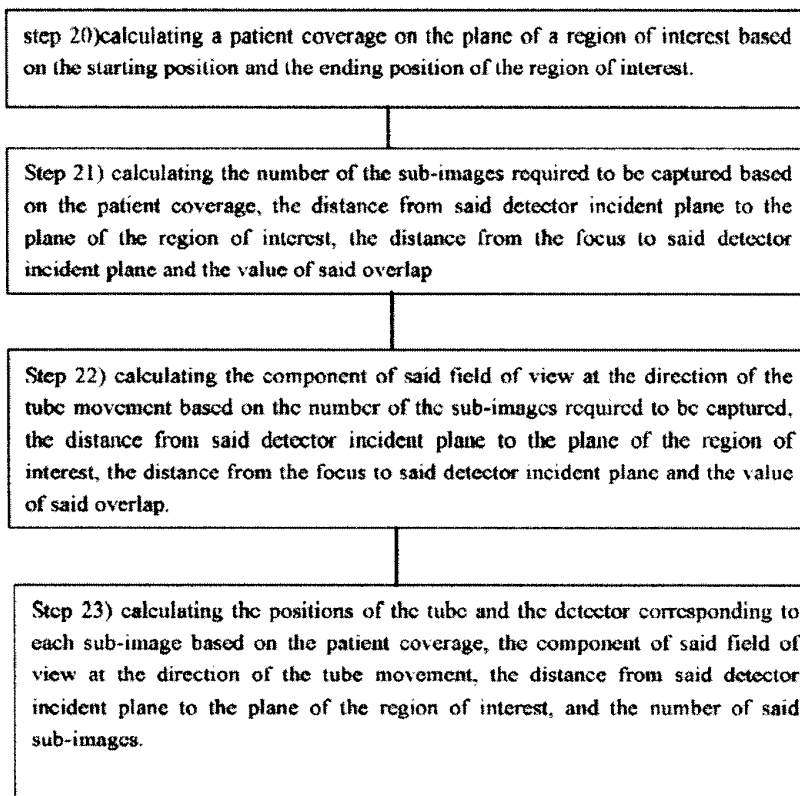 step 20)calculating a patient coverage on the plane of a region of interest based
on the starting position and the ending position of the region of interest.
Step 21) calculating the number of the sub-images required to be captured based
on the patient coverage, the distance from said detector incident plane to the
plane of the region of interest, the distance from the focus to said detector
incident plane and the value of said overlap
Step 22) calculating the component of said field of view at the direction of the
tube movement based on the number of the sub-images required to be captured,
the distance from said detector incident plane to the plane of the region of
interest, the distance from the focus to said detector incident plane and the value
of said overlap.
Step 23) calculating the positions of the tube and the detector corresponding to
each sub-image based on the patient coverage, the component of said field of
view at the direction of the tube movement, the distance from said detector
incident plane to the plane of the region of interest, and the number of said
sub-images.